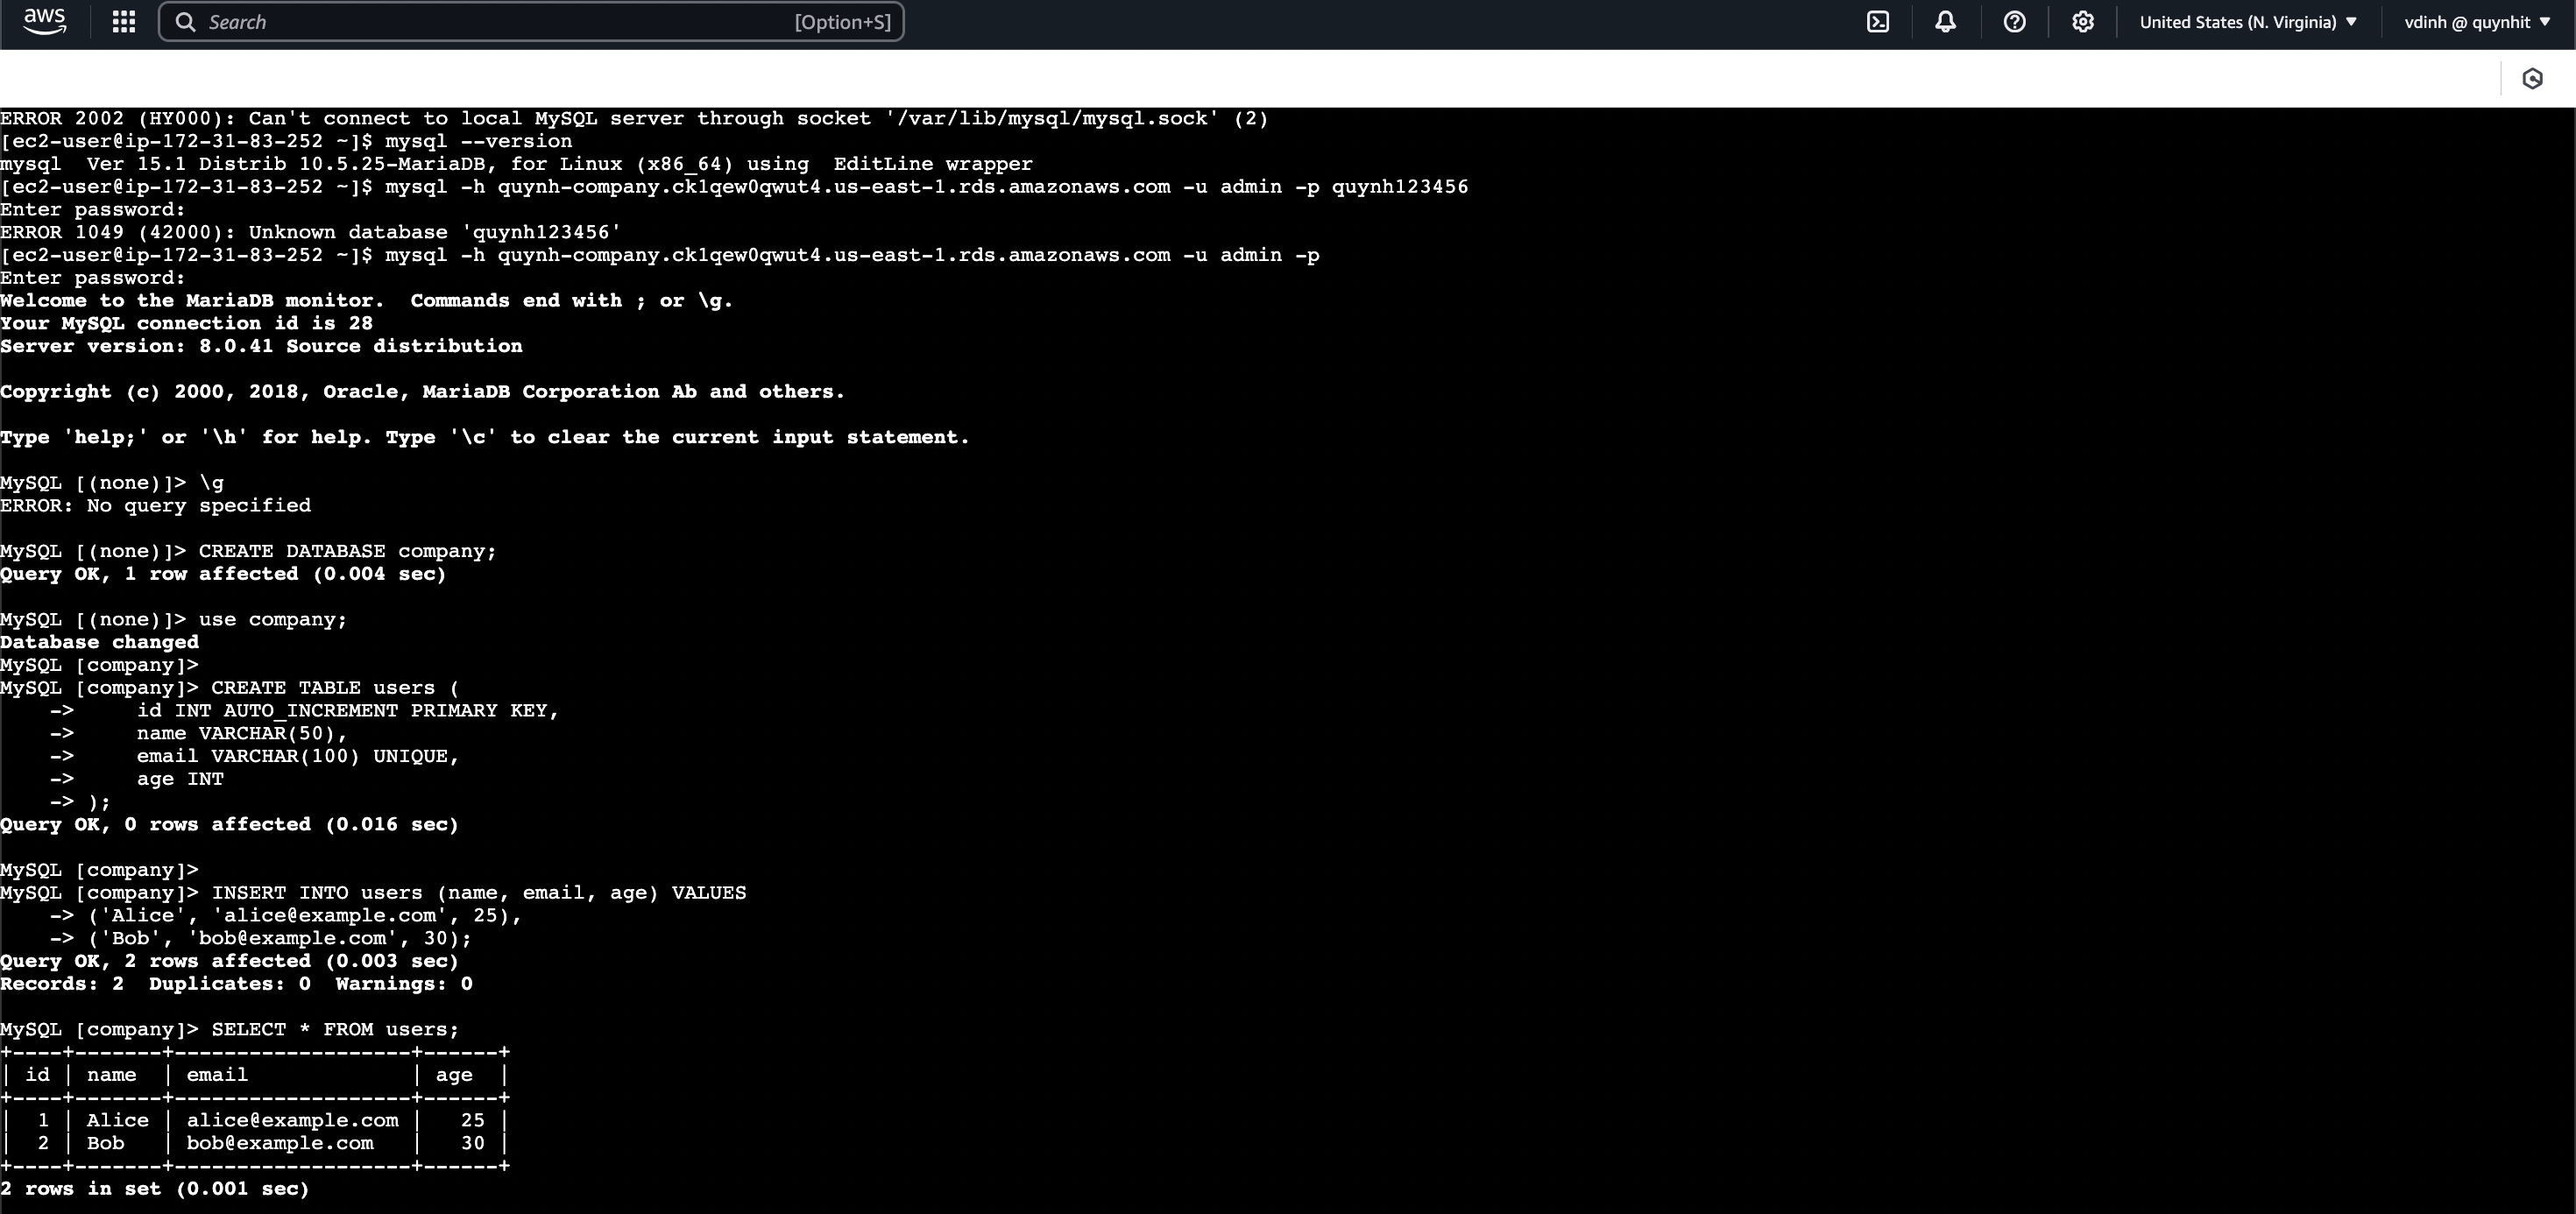 aws
Search [Option+S]
United States (N. Virginia)
vdinh @ quynhit
ERROR 2002 (HY000): Can't connect to local MySQL server through socket '/var/lib/mysql/mysql.sock' (2)
[ec2-user@ip-172-31-83-252 ~]$ mysql --version
mysql  Ver 15.1 Distrib 10.5.25-MariaDB, for Linux (x86_64) using  EditLine wrapper
[ec2-user@ip-172-31-83-252 ~]$ mysql -h quynh-company.ck1qew0qwut4.us-east-1.rds.amazonaws.com -u admin -p quynh123456
Enter password:
ERROR 1049 (42000): Unknown database 'quynh123456'
[ec2-user@ip-172-31-83-252 ~]$ mysql -h quynh-company.ck1qew0qwut4.us-east-1.rds.amazonaws.com -u admin -p
Enter password:
Welcome to the MariaDB monitor.  Commands end with ; or \g.
Your MySQL connection id is 28
Server version: 8.0.41 Source distribution
Copyright (c) 2000, 2018, Oracle, MariaDB Corporation Ab and others.
Type 'help;' or '\h' for help. Type '\c' to clear the current input statement.
MySQL [(none)]> \g
ERROR: No query specified
MySQL [(none)]> CREATE DATABASE company;
Query OK, 1 row affected (0.004 sec)
MySQL [(none)]> use company;
Database changed
MySQL [company]>
MySQL [company]> CREATE TABLE users (
    ->     id INT AUTO_INCREMENT PRIMARY KEY,
    ->     name VARCHAR(50),
    ->     email VARCHAR(100) UNIQUE,
    ->     age INT
    -> );
Query OK, 0 rows affected (0.016 sec)
MySQL [company]>
MySQL [company]> INSERT INTO users (name, email, age) VALUES
    -> ('Alice', 'alice@example.com', 25),
    -> ('Bob', 'bob@example.com', 30);
Query OK, 2 rows affected (0.003 sec)
Records: 2  Duplicates: 0  Warnings: 0
MySQL [company]> SELECT * FROM users;
+----+-------+-------------------+------+
| id | name  | email             | age  |
+----+-------+-------------------+------+
|  1 | Alice | alice@example.com |   25 |
|  2 | Bob   | bob@example.com   |   30 |
+----+-------+-------------------+------+
2 rows in set (0.001 sec)